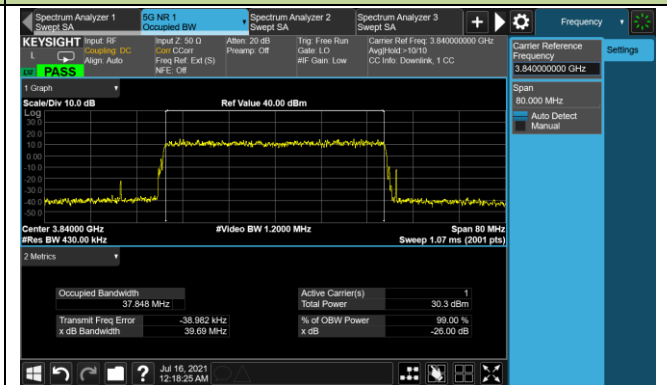 Spectrum Analyzer 1
Swept SA
5G NR 1
Occupied BW
Spectrum Analyzer 2
Swept SA
Spectrum Analyzer 3
Swept SA
Frequency
KEYSIGHT
L
PASS
Input: RF
Coupling: DC
Align: Auto
Input Z: 50 Ω
Corr CCorr
Freq Ref: Ext (S)
NFE: Off
Atten: 20 dB
Preamp: Off
Trig: Free Run
Gate: LO
#IF Gain: Low
Carrier Ref Freq: 3.840000000 GHz
Avg|Hold:>10/10
CC Info: Downlink, 1 CC
Carrier Reference
Frequency
3.840000000 GHz
Settings
Span
80.000 MHz
Auto Detect
Manual
1 Graph
Scale/Div 10.0 dB
Ref Value 40.00 dBm
Log
30.0
20.0
10.0
0.00
-10.0
-20.0
-30.0
-40.0
-50.0
Center 3.84000 GHz
#Video BW 1.2000 MHz
Span 80 MHz
#Res BW 430.00 kHz
Sweep 1.07 ms (2001 pts)
2 Metrics
Occupied Bandwidth
37.848 MHz
Active Carrier(s) 1
Total Power 30.3 dBm
Transmit Freq Error -38.982 kHz
x dB Bandwidth 39.69 MHz
% of OBW Power 99.00 %
x dB -26.00 dB
Jul 16, 2021
12:18:25 AM